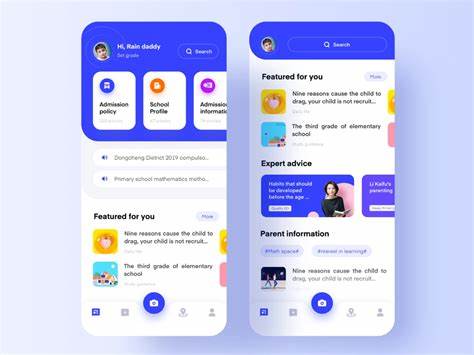 Hi, Rain daddy
Set grade
Search
Admission
policy
School
Profile
Admission
information
Dongcheng District 2019 compulso...
Primary school mathematics metho...
Featured for you
View
Nine reasons cause the child to
drag, your child is not recruit...
The third grade of elementary
school
Search
Featured for you
More
Nine reasons cause the child to
drag, your child is not recruit...
The third grade of elementary
school
Expert advice
Habits that should
be developed
before the age ...
Li Kaifu's
parenting
Parent information
#Math space#
#Interest in learning#
Nine reasons cause the child to
drag, your child is not recruit...